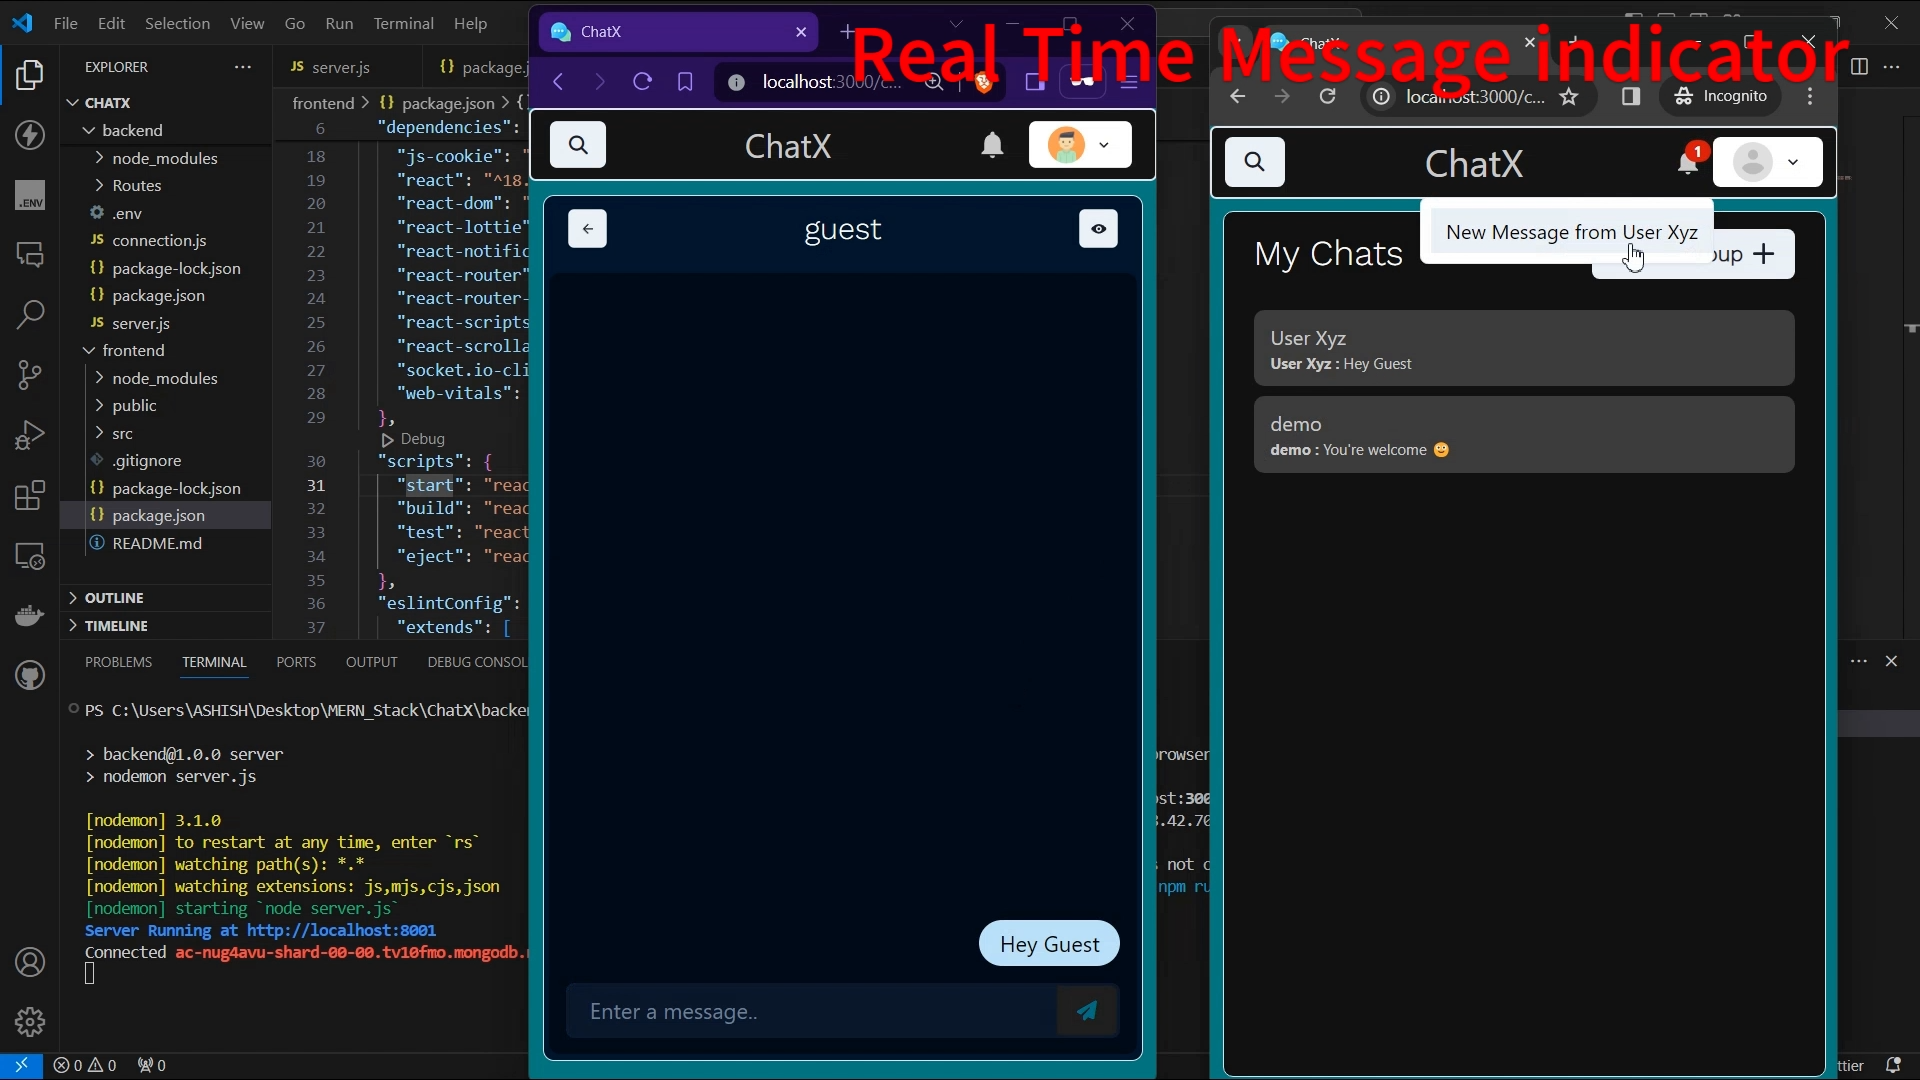 File Edit Selection View Go Run Terminal Help
EXPLORER
CHATX
backend
node_modules
Routes
.env
connection.js
package-lock.json
package.json
server.js
frontend
node_modules
public
src
.gitignore
package-lock.json
package.json
README.md
OUTLINE
TIMELINE
.ENV
JS server.js
{} package.j
frontend > {} package.json > {
6 "dependencies":
18 "js-cookie": "
19 "react": "^18.
20 "react-dom": "
21 "react-lottie"
22 "react-notific
23 "react-router"
24 "react-router-
25 "react-scripts
26 "react-scrolla
27 "socket.io-cli
28 "web-vitals":
29 },
Debug
30 "scripts": {
31 "start": "reac
32 "build": "reac
33 "test": "react
34 "eject": "reac
35 },
36 "eslintConfig":
37 "extends": [
PROBLEMS TERMINAL PORTS OUTPUT DEBUG CONSOL
PS C:\Users\ASHISH\Desktop\MERN_Stack\ChatX\backe
> backend@1.0.0 server
> nodemon server.js
[nodemon] 3.1.0
[nodemon] to restart at any time, enter `rs`
[nodemon] watching path(s): *.*
[nodemon] watching extensions: js,mjs,cjs,json
[nodemon] starting `node server.js`
Server Running at http://localhost:8001
Connected ac-nug4avu-shard-00-00.tv10fmo.mongodb.
0 0 0
Real Time Message indicator
ChatX
localhost:3000/c...
ChatX
guest
Hey Guest
Enter a message..
rowser
ost:300
.42.70
not c
npm ru
ChatX
localhost:3000/c...
Incognito
ChatX
1
New Message from User Xyz
My Chats
oup +
User Xyz
User Xyz : Hey Guest
demo
demo : You're welcome 🙂
ttier